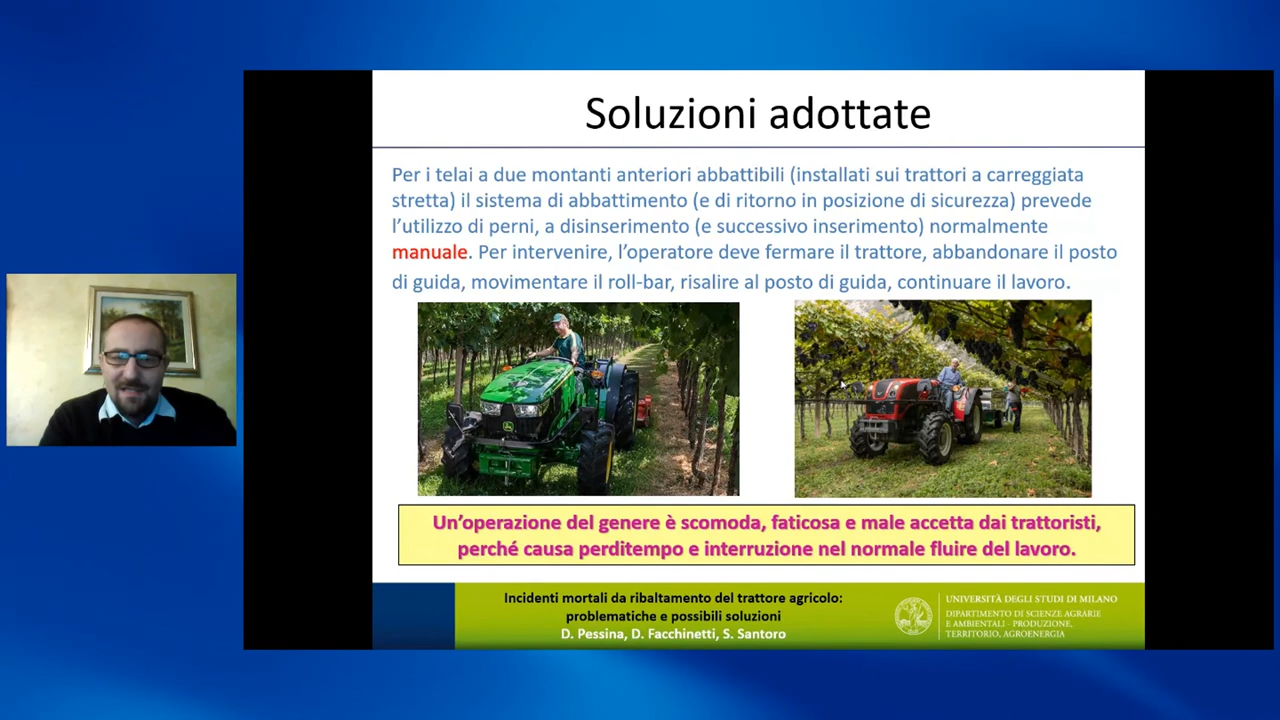 Soluzioni adottate
Per i telai a due montanti anteriori abbattibili (installati sui trattori a carreggiata
stretta) il sistema di abbattimento (e di ritorno in posizione di sicurezza) prevede
l’utilizzo di perni, a disinserimento (e successivo inserimento) normalmente
manuale. Per intervenire, l’operatore deve fermare il trattore, abbandonare il posto
di guida, movimentare il roll-bar, risalire al posto di guida, continuare il lavoro.
Un’operazione del genere è scomoda, faticosa e male accetta dai trattoristi,
perché causa perditempo e interruzione nel normale fluire del lavoro.
Incidenti mortali da ribaltamento del trattore agricolo:
problematiche e possibili soluzioni
D. Pessina, D. Facchinetti, S. Santoro
UNIVERSITÀ DEGLI STUDI DI MILANO
DIPARTIMENTO DI SCIENZE AGRARIE
E AMBIENTALI - PRODUZIONE,
TERRITORIO, AGROENERGIA